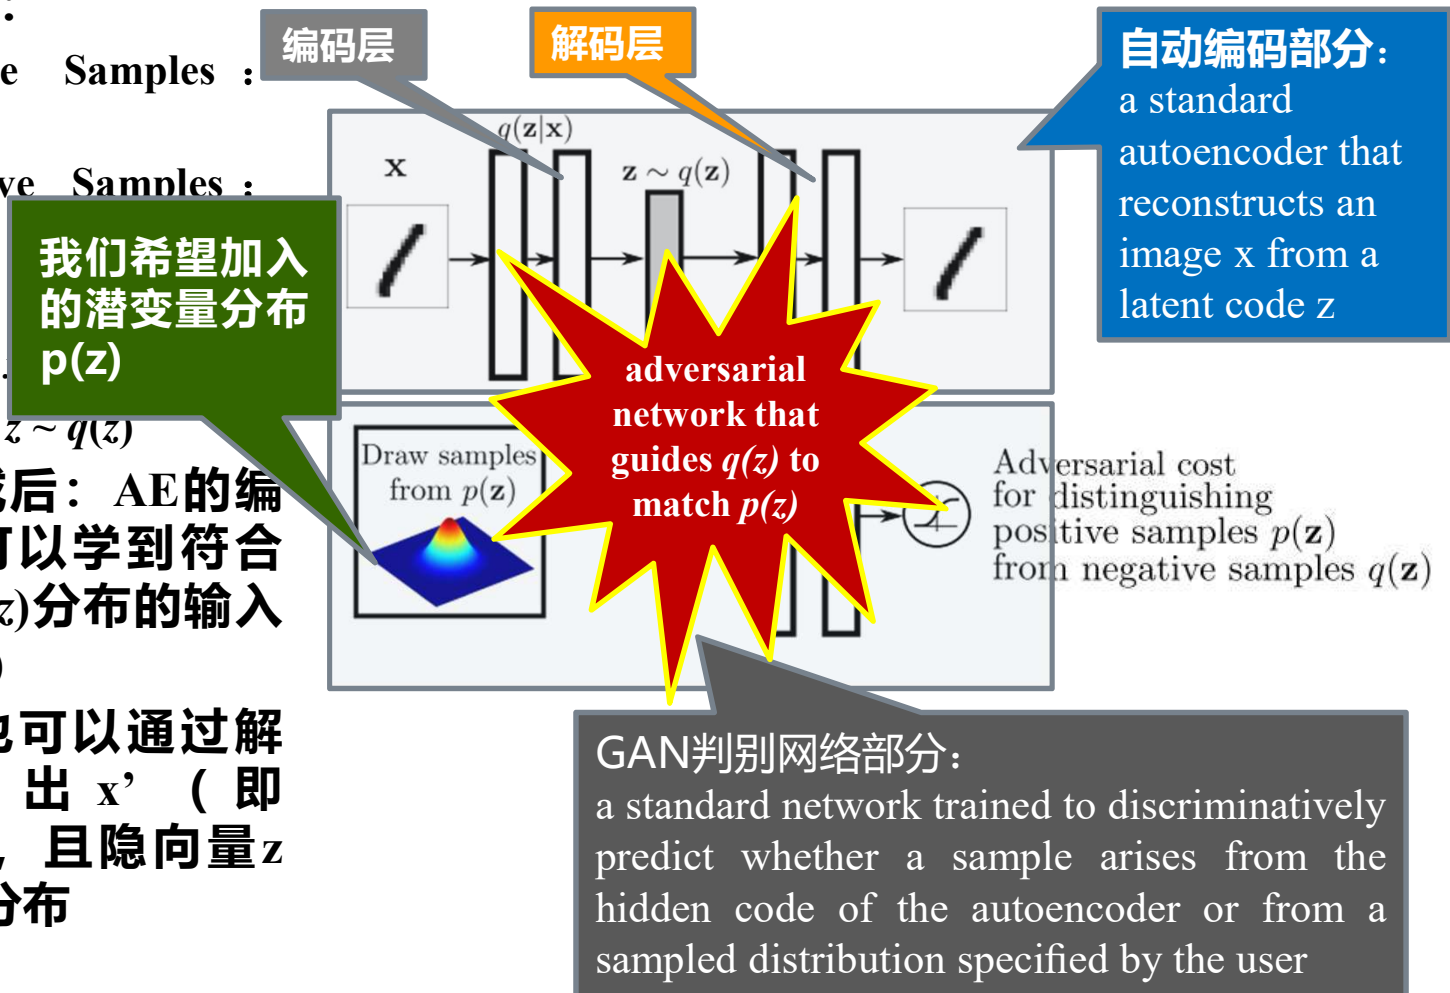 ：
e Samples：
ve Samples：
z ~ q(z)
后：AE的编
可以学到符合
z)分布的输入
)
也可以通过解
出 x’ （即
，且隐向量z
分布
编码层
解码层
自动编码部分：
a standard
autoencoder that
reconstructs an
image x from a
latent code z
我们希望加入
的潜变量分布
p(z)
q(z|x)
x
z ∼ q(z)
adversarial
network that
guides q(z) to
match p(z)
Draw samples
from p(z)
Adversarial cost
for distinguishing
positive samples p(z)
from negative samples q(z)
GAN判别网络部分：
a standard network trained to discriminatively
predict whether a sample arises from the
hidden code of the autoencoder or from a
sampled distribution specified by the user